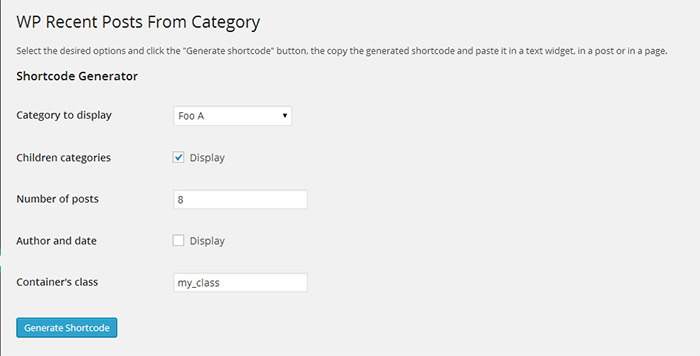 WP Recent Posts From Category
Select the desired options and click the "Generate shortcode" button, the copy the generated shortcode and paste it in a text widget, in a post or in a page.
Shortcode Generator
Category to display Foo A
Children categories Display
Number of posts 8
Author and date Display
Container's class my_class
Generate Shortcode